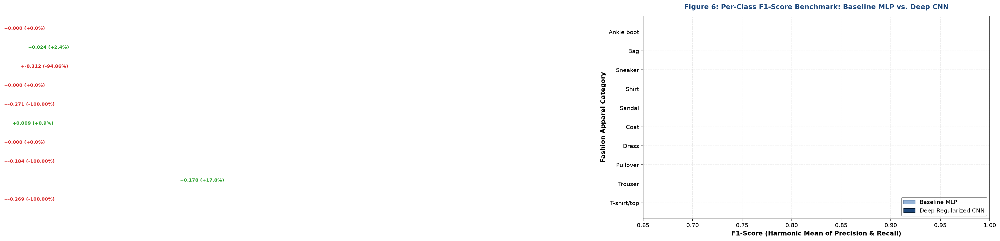 Figure 6: Per-Class F1-Score Benchmark: Baseline MLP vs. Deep CNN
+0.000 (+0.0%)
+0.024 (+2.4%)
+-0.312 (-94.86%)
+0.000 (+0.0%)
+-0.271 (-100.00%)
+0.009 (+0.9%)
+0.000 (+0.0%)
+-0.184 (-100.00%)
+0.178 (+17.8%)
+-0.269 (-100.00%)
Fashion Apparel Category
Ankle boot
Bag
Sneaker
Shirt
Sandal
Coat
Dress
Pullover
Trouser
T-shirt/top
Baseline MLP
Deep Regularized CNN
0.65 0.70 0.75 0.80 0.85 0.90 0.95 1.00
F1-Score (Harmonic Mean of Precision & Recall)